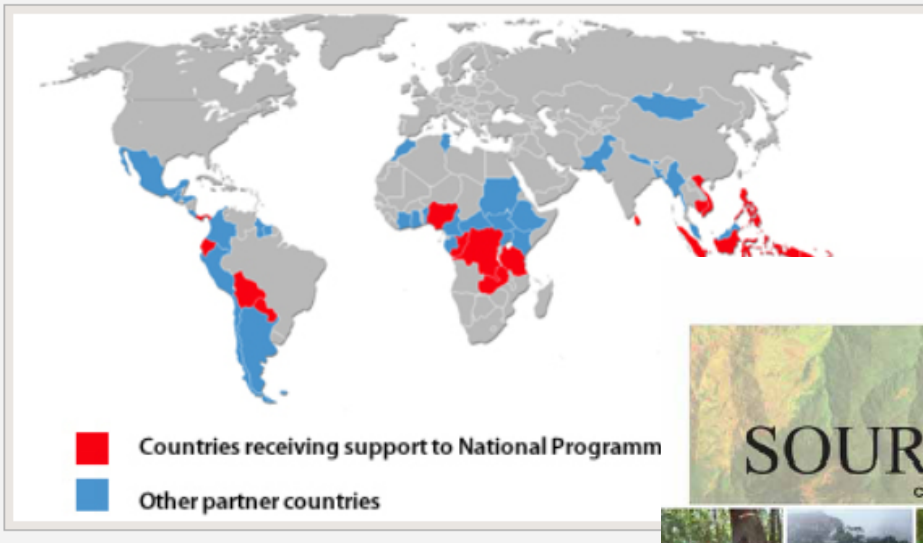 Countries receiving support to National Programm
Other partner countries
SOUR